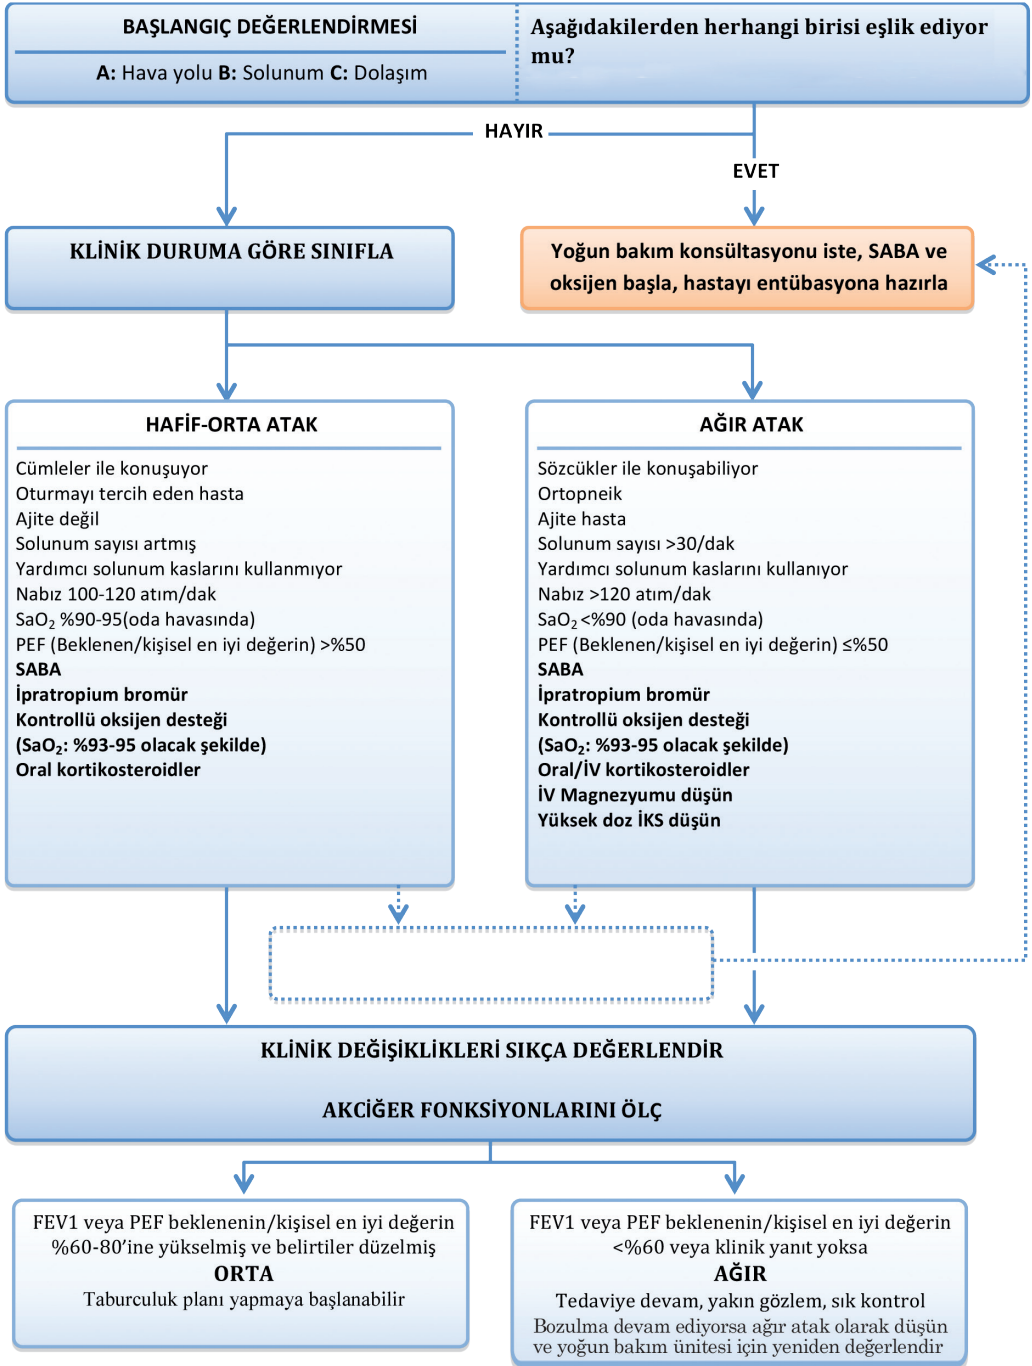 BAŞLANGIÇ DEĞERLENDİRMESİ
A: Hava yolu B: Solunum C: Dolaşım
Aşağıdakilerden herhangi birisi eşlik ediyor
mu?
HAYIR
EVET
KLİNİK DURUMA GÖRE SINIFLA
Yoğun bakım konsültasyonu iste, SABA ve
oksijen başla, hastayı entübasyona hazırla
HAFİF-ORTA ATAK
Cümleler ile konuşuyor
Oturmayı tercih eden hasta
Ajite değil
Solunum sayısı artmış
Yardımcı solunum kaslarını kullanmıyor
Nabız 100-120 atım/dak
SaO₂ %90-95(oda havasında)
PEF (Beklenen/kişisel en iyi değerin) >%50
SABA
İpratropium bromür
Kontrollü oksijen desteği
(SaO₂: %93-95 olacak şekilde)
Oral kortikosteroidler
AĞIR ATAK
Sözcükler ile konuşabiliyor
Ortopneik
Ajite hasta
Solunum sayısı >30/dak
Yardımcı solunum kaslarını kullanıyor
Nabız >120 atım/dak
SaO₂ <%90 (oda havasında)
PEF (Beklenen/kişisel en iyi değerin) ≤%50
SABA
İpratropium bromür
Kontrollü oksijen desteği
(SaO₂: %93-95 olacak şekilde)
Oral/İV kortikosteroidler
İV Magnezyumu düşün
Yüksek doz İKS düşün
KLİNİK DEĞİŞİKLİKLERİ SIKÇA DEĞERLENDİR
AKCİĞER FONKSİYONLARINI ÖLÇ
FEV1 veya PEF beklenenin/kişisel en iyi değerin
%60-80’ine yükselmiş ve belirtiler düzelmiş
ORTA
Taburculuk planı yapmaya başlanabilir
FEV1 veya PEF beklenenin/kişisel en iyi değerin
<%60 veya klinik yanıt yoksa
AĞIR
Tedaviye devam, yakın gözlem, sık kontrol
Bozulma devam ediyorsa ağır atak olarak düşün
ve yoğun bakım ünitesi için yeniden değerlendir